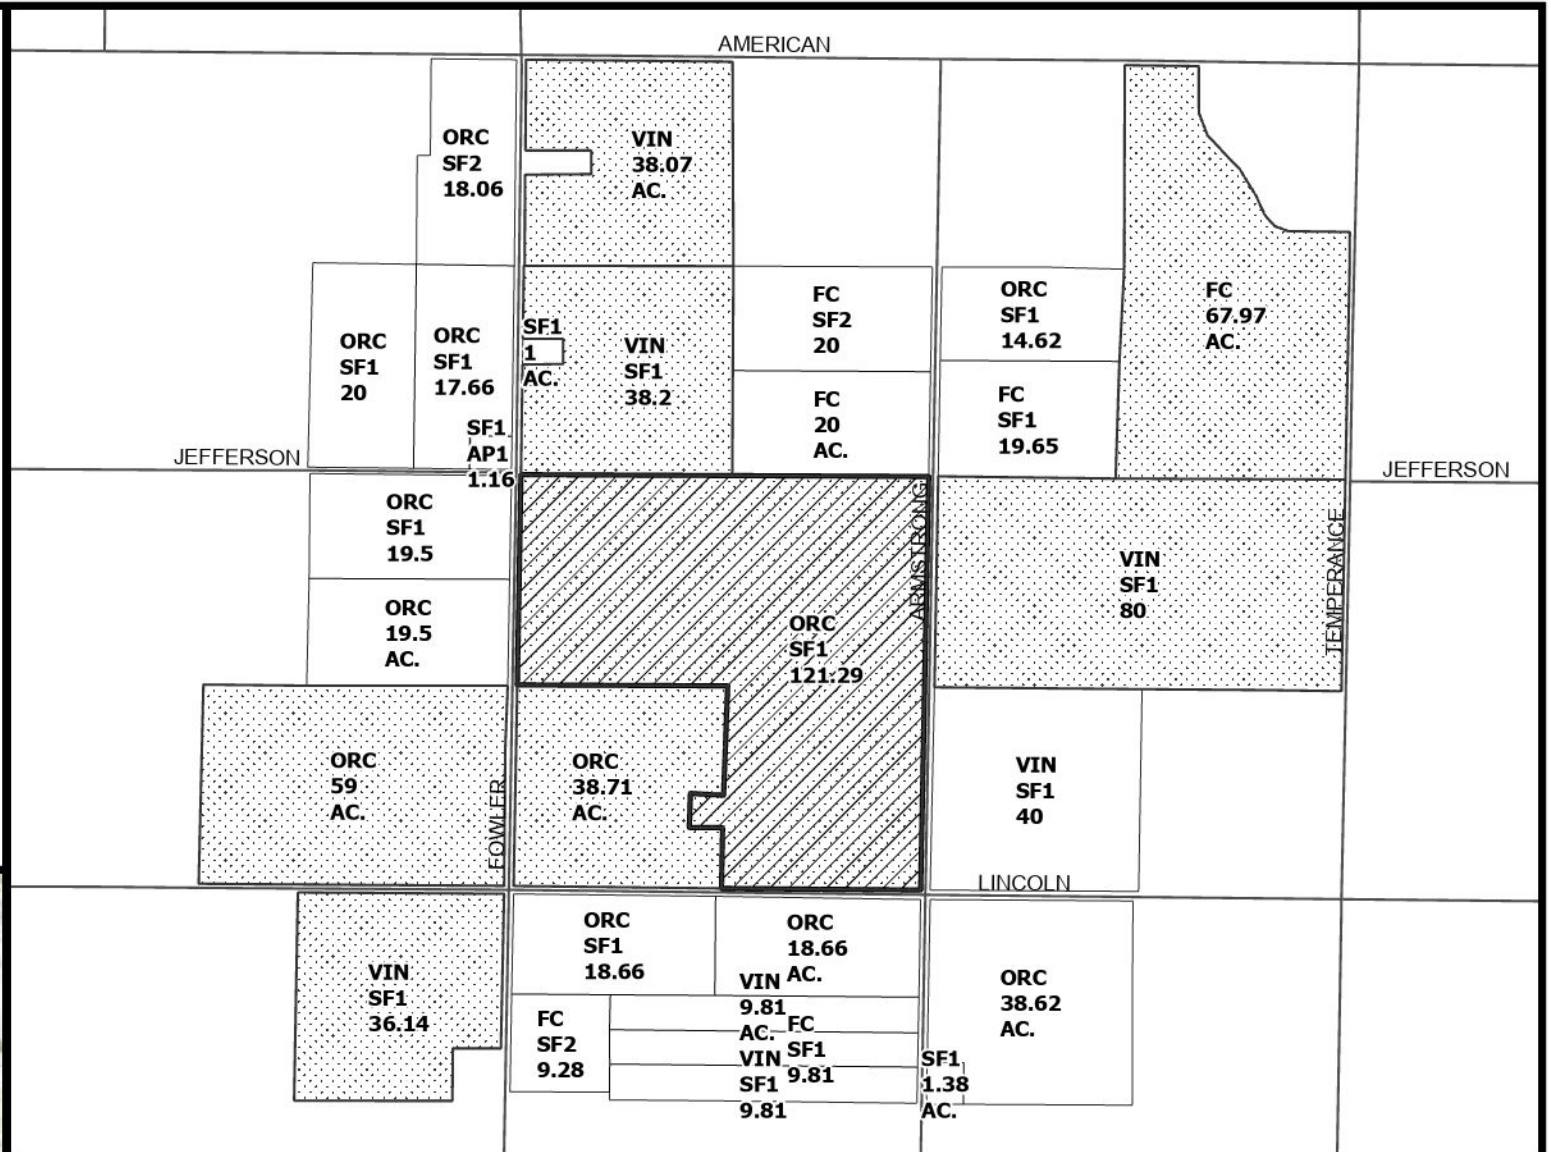 AMERICAN
ORC
SF2
18.06
VIN
38.07
AC.
ORC
SF1
20
ORC
SF1
17.66
SF1
1
AC.
VIN
SF1
38.2
FC
SF2
20
ORC
SF1
14.62
FC
67.97
AC.
FC
20
AC.
FC
SF1
19.65
SF1
AP1
1.16
JEFFERSON
JEFFERSON
ORC
SF1
19.5
ARMSTRONG
TEMPERANCE
VIN
SF1
80
ORC
19.5
AC.
ORC
SF1
121.29
ORC
59
AC.
FOWLER
ORC
38.71
AC.
VIN
SF1
40
LINCOLN
ORC
SF1
18.66
ORC
18.66
AC.
VIN
SF1
36.14
VIN
9.81
AC.
ORC
38.62
AC.
FC
SF2
9.28
FC
SF1
9.81
VIN
SF1
9.81
SF1
1.38
AC.